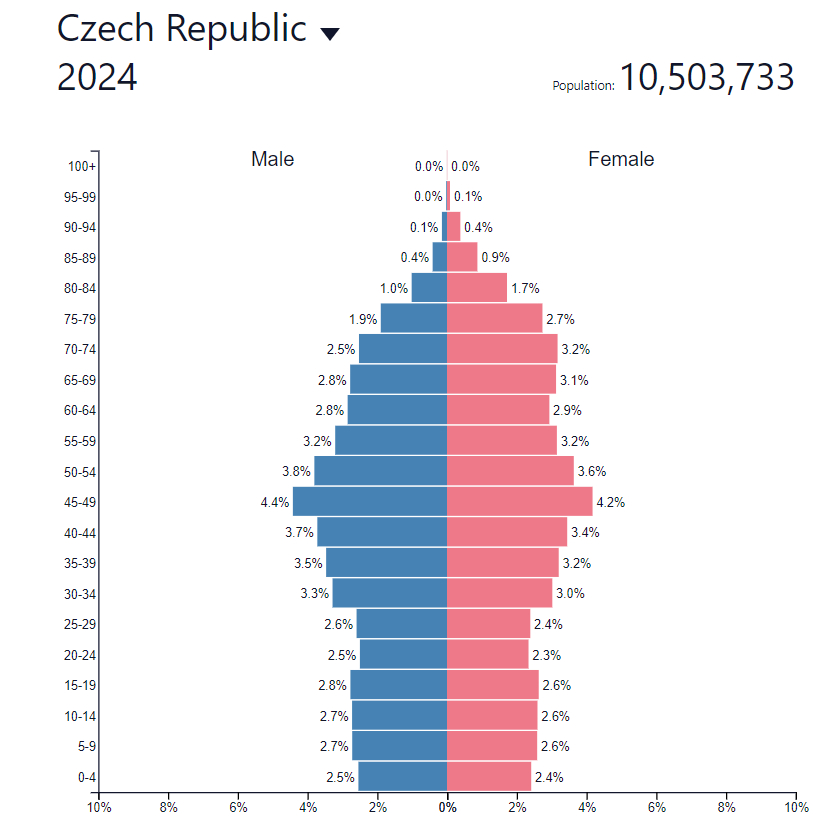 Czech Republic
2024
Population: 10,503,733
Male Female
100+ 0.0% 0.0%
95-99 0.0% 0.1%
90-94 0.1% 0.4%
85-89 0.4% 0.9%
80-84 1.0% 1.7%
75-79 1.9% 2.7%
70-74 2.5% 3.2%
65-69 2.8% 3.1%
60-64 2.8% 2.9%
55-59 3.2% 3.2%
50-54 3.8% 3.6%
45-49 4.4% 4.2%
40-44 3.7% 3.4%
35-39 3.5% 3.2%
30-34 3.3% 3.0%
25-29 2.6% 2.4%
20-24 2.5% 2.3%
15-19 2.8% 2.6%
10-14 2.7% 2.6%
5-9 2.7% 2.6%
0-4 2.5% 2.4%
10% 8% 6% 4% 2% 0% 2% 4% 6% 8% 10%